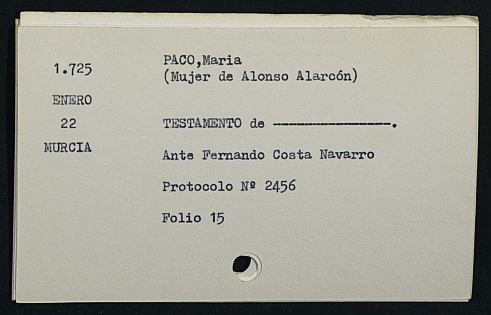 1.725
ENERO
22
MURCIA
PACO,Maria
(Mujer de Alonso Alarcón)
TESTAMENTO de ----------------.
Ante Fernando Costa Navarro
Protocolo Nº 2456
Folio 15